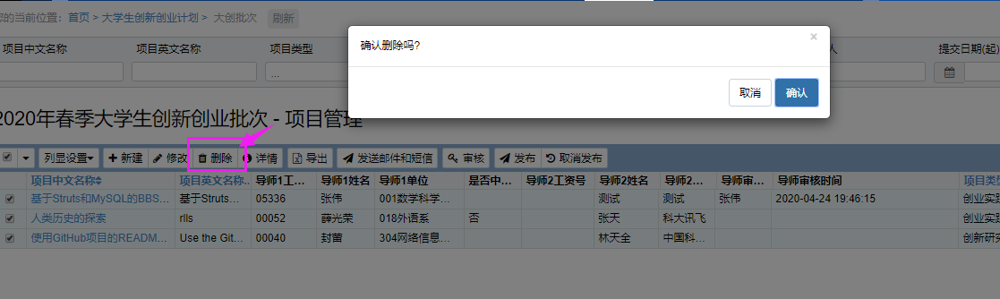 您的当前位置：首页 > 大学生创新创业计划 > 大创批次 刷新
项目中文名称 项目英文名称 项目类型 人 提交日期(起)
...
确认删除吗?
×
取消 确认
2020年春季大学生创新创业批次 - 项目管理
列显设置 新建 修改 删除 详情 导出 发送邮件和短信 审核 发布 取消发布
项目中文名称 项目英文名称... 导师1工... 导师1姓名 导师1单位 是否中... 导师2工资号 导师2姓名 导师2... 导师审... 导师审核时间 项目类型
基于Struts和MySQL的BBS... 基于Struts... 05336 张伟 001数学科学... 测试 测试 张伟 2020-04-24 19:46:15 创业实践
人类历史的探索 rlls 00052 薛光荣 018外语系 否 张天 科大讯飞 创业实践
使用GitHub项目的READM... Use the Git... 00040 封蕾 304网络信息... 林天全 中国科... 创新研究